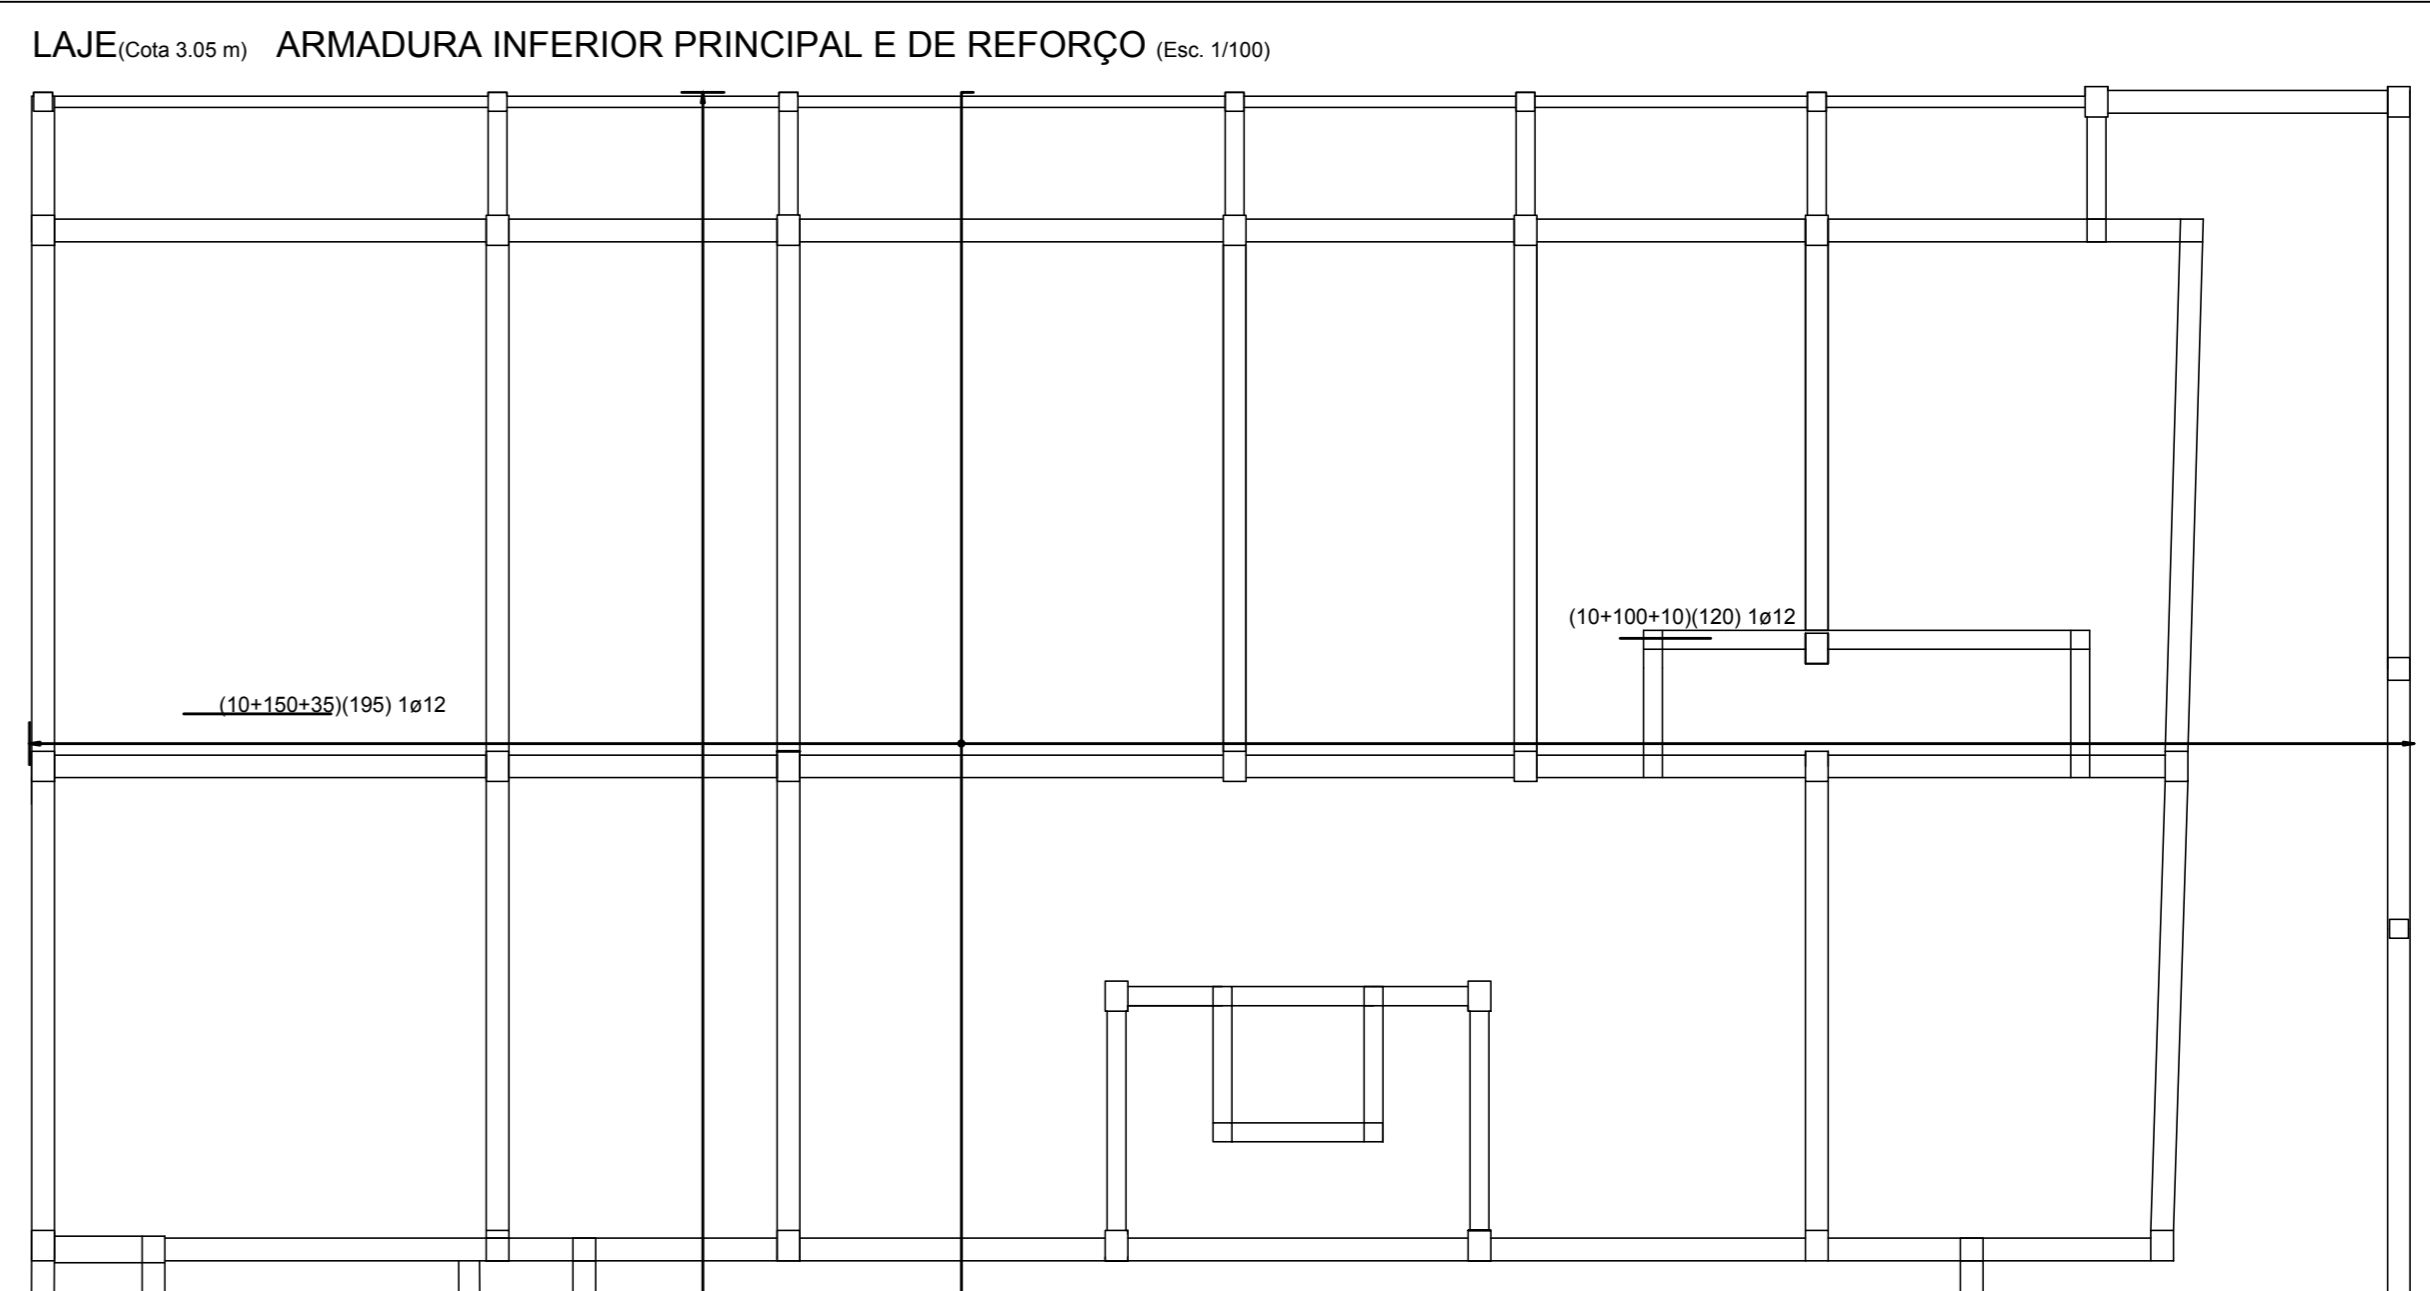 LAJE(Cota 3.05 m) ARMADURA INFERIOR PRINCIPAL E DE REFORÇO (Esc. 1/100)
(10+100+10)(120) 1ø12
(10+150+35)(195) 1ø12